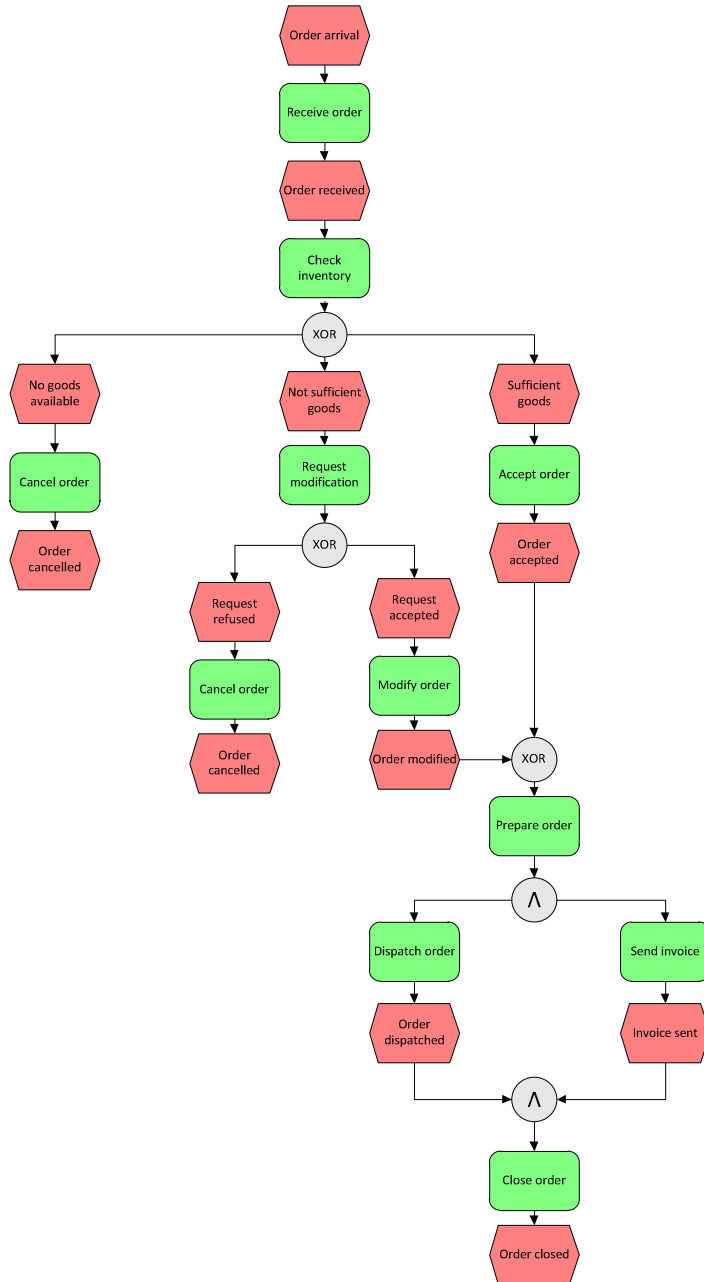 Order arrival
Receive order
Order received
Check
inventory
XOR
No goods
available
Not sufficient
goods
Sufficient
goods
Cancel order
Request
modification
Accept order
Order
cancelled
XOR
Order
accepted
Request
refused
Request
accepted
Cancel order
Modify order
Order
cancelled
Order modified
XOR
Prepare order
Λ
Dispatch order
Send invoice
Order
dispatched
Invoice sent
Λ
Close order
Order closed